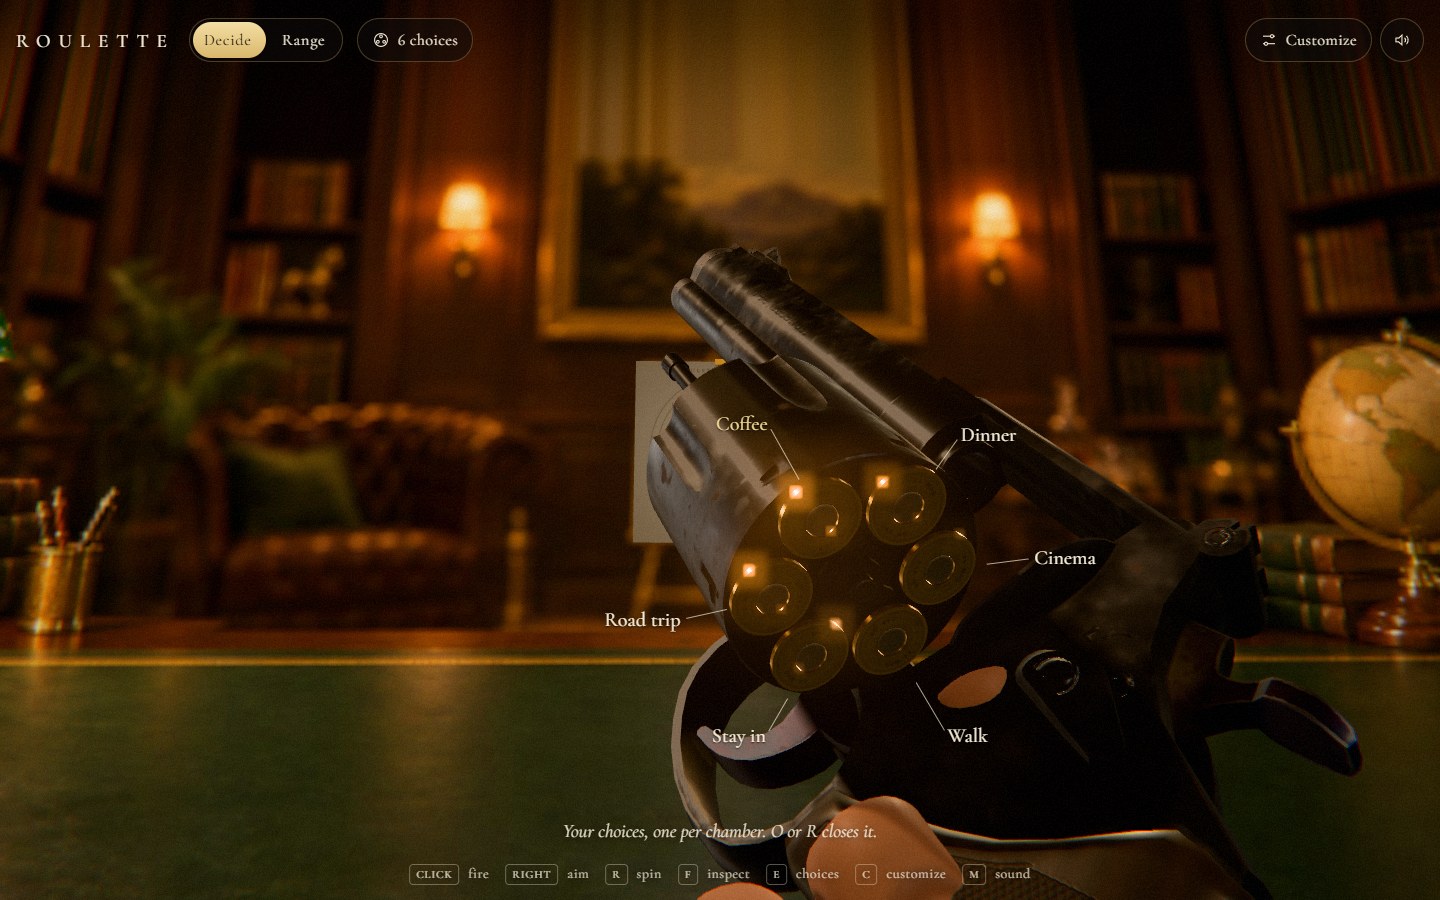 ROULETTE
Decide
Range
6 choices
Customize
Coffee
Dinner
Cinema
Road trip
Stay in
Walk
Your choices, one per chamber. O or R closes it.
CLICK fire RIGHT aim R spin F inspect E choices C customize M sound